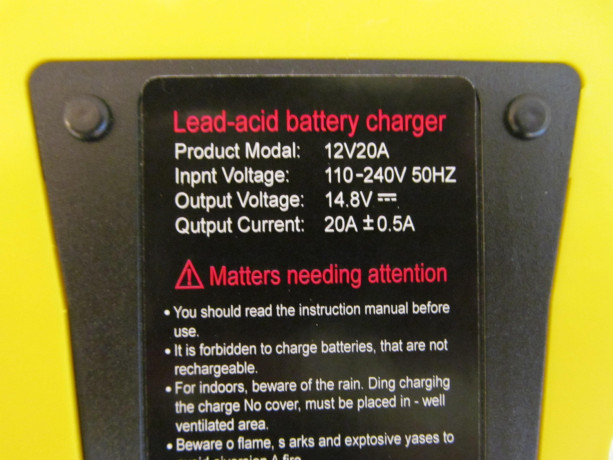 Lead-acid battery charger
Product Modal: 12V20A
Inpnt Voltage: 110-240V 50HZ
Output Voltage: 14.8V
Qutput Current: 20A ±0.5A
Matters needing attention
• You should read the instruction manual before
use.
• It is forbidden to charge batteries, that are not
rechargeable.
• For indoors, beware of the rain. Ding chargihg
the charge No cover, must be placed in - well
ventilated area.
• Beware o flame, s arks and explosive yases to
A fire